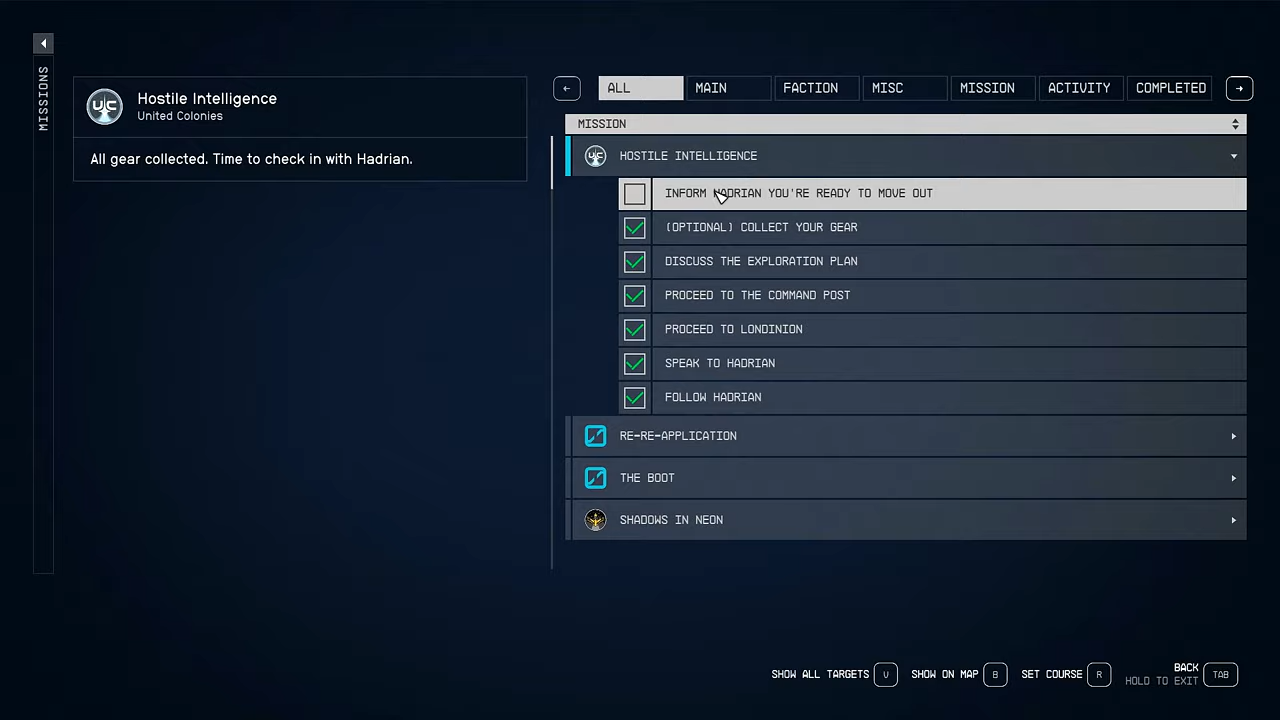 MISSIONS
UC
Hostile Intelligence
United Colonies
All gear collected. Time to check in with Hadrian.
ALL MAIN FACTION MISC MISSION ACTIVITY COMPLETED
MISSION
UC HOSTILE INTELLIGENCE
INFORM HADRIAN YOU'RE READY TO MOVE OUT
(OPTIONAL) COLLECT YOUR GEAR
DISCUSS THE EXPLORATION PLAN
PROCEED TO THE COMMAND POST
PROCEED TO LONDINION
SPEAK TO HADRIAN
FOLLOW HADRIAN
RE-RE-APPLICATION
THE BOOT
SHADOWS IN NEON
SHOW ALL TARGETS V SHOW ON MAP B SET COURSE R BACK TAB
HOLD TO EXIT